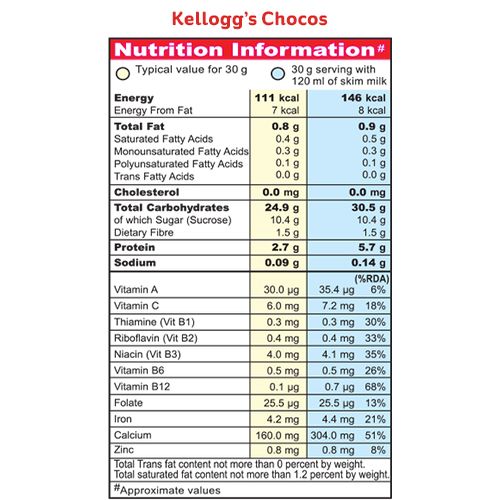 Kellogg's Chocos
Nutrition Information#
Typical value for 30 g 30 g serving with
120 ml of skim milk
Energy 111 kcal 146 kcal
Energy From Fat 7 kcal 8 kcal
Total Fat 0.8 g 0.9 g
Saturated Fatty Acids 0.4 g 0.5 g
Monounsaturated Fatty Acids 0.3 g 0.3 g
Polyunsaturated Fatty Acids 0.1 g 0.1 g
Trans Fatty Acids 0.0 g 0.0 g
Cholesterol 0.0 mg 0.0 mg
Total Carbohydrates 24.9 g 30.5 g
of which Sugar (Sucrose) 10.4 g 10.4 g
Dietary Fibre 1.5 g 1.5 g
Protein 2.7 g 5.7 g
Sodium 0.09 g 0.14 g
(%RDA)
Vitamin A 30.0 µg 35.4 µg 6%
Vitamin C 6.0 mg 7.2 mg 18%
Thiamine (Vit B1) 0.3 mg 0.3 mg 30%
Riboflavin (Vit B2) 0.4 mg 0.4 mg 33%
Niacin (Vit B3) 4.0 mg 4.1 mg 35%
Vitamin B6 0.5 mg 0.5 mg 26%
Vitamin B12 0.1 µg 0.7 µg 68%
Folate 25.5 µg 25.5 µg 13%
Iron 4.2 mg 4.4 mg 21%
Calcium 160.0 mg 304.0 mg 51%
Zinc 0.8 mg 0.8 mg 8%
Total Trans fat content not more than 0 percent by weight.
Total saturated fat content not more than 1.2 percent by weight.
#Approximate values